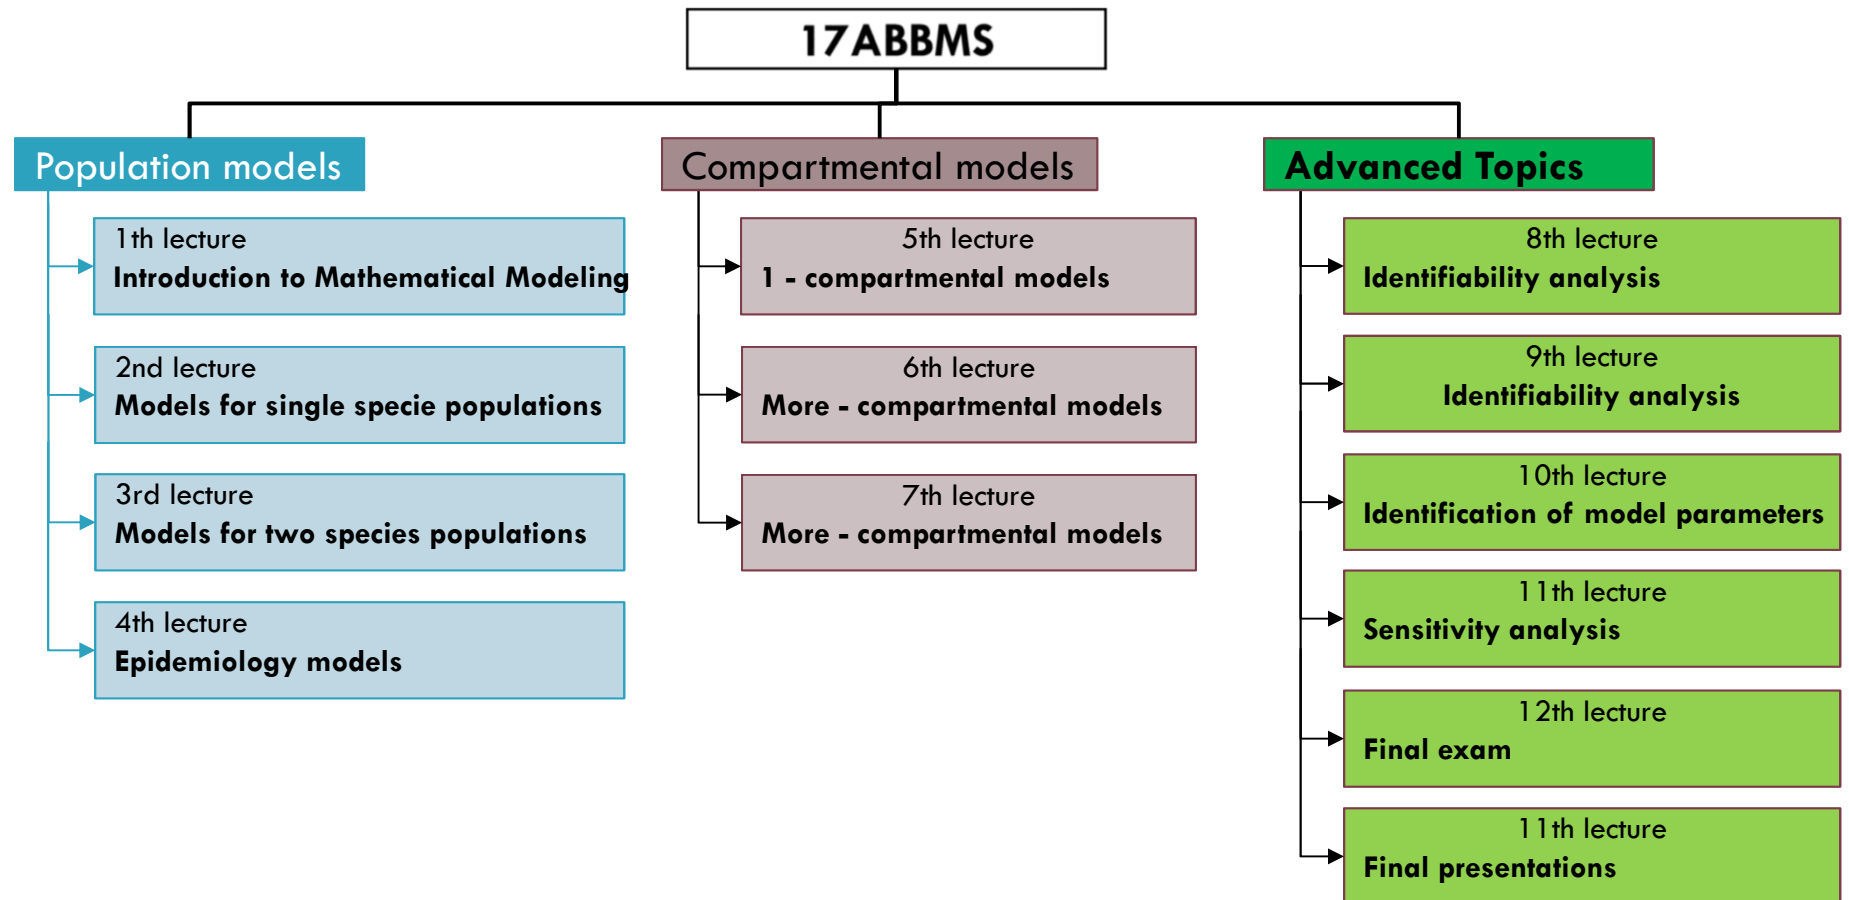 17ABBMS
Population models
1th lecture
Introduction to Mathematical Modeling
2nd lecture
Models for single specie populations
3rd lecture
Models for two species populations
4th lecture
Epidemiology models
Compartmental models
5th lecture
1 - compartmental models
6th lecture
More - compartmental models
7th lecture
More - compartmental models
Advanced Topics
8th lecture
Identifiability analysis
9th lecture
Identifiability analysis
10th lecture
Identification of model parameters
11th lecture
Sensitivity analysis
12th lecture
Final exam
11th lecture
Final presentations